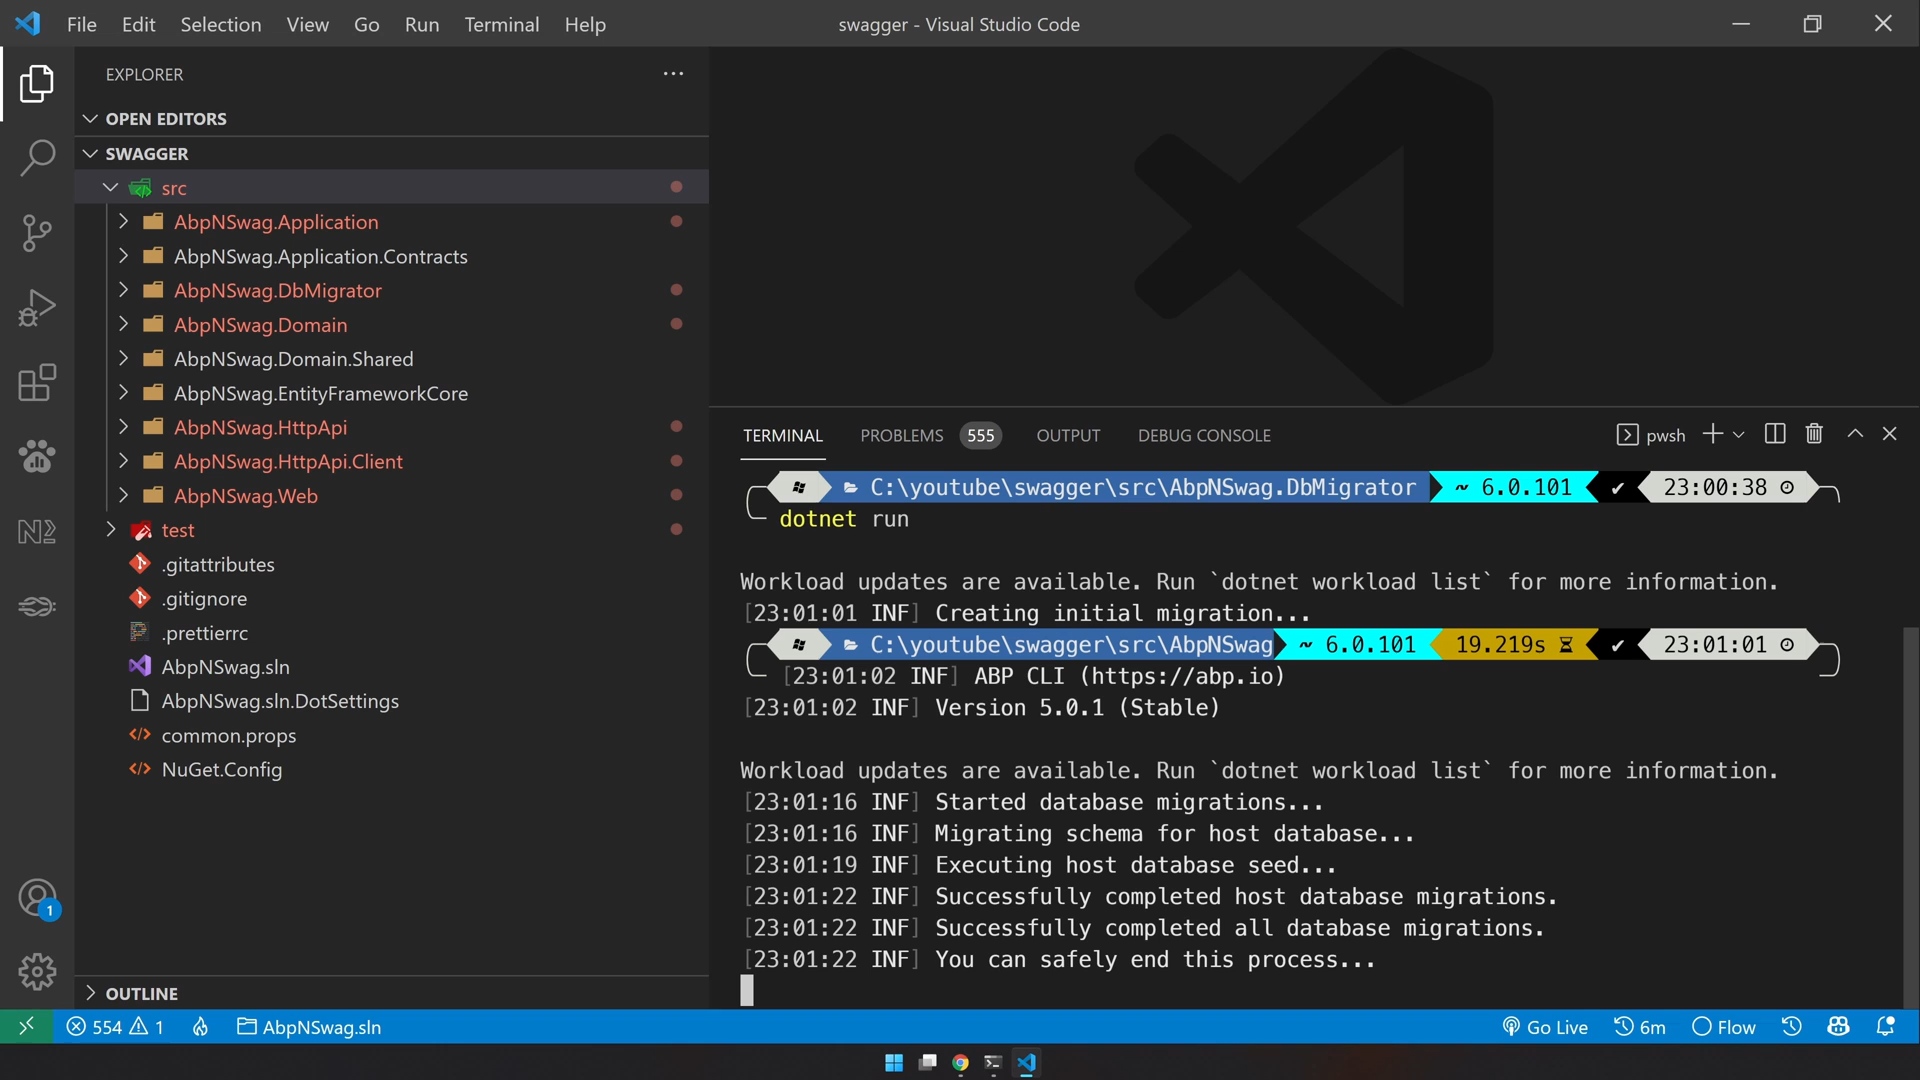 File Edit Selection View Go Run Terminal Help
swagger - Visual Studio Code
EXPLORER
OPEN EDITORS
SWAGGER
src
AbpNSwag.Application
AbpNSwag.Application.Contracts
AbpNSwag.DbMigrator
AbpNSwag.Domain
AbpNSwag.Domain.Shared
AbpNSwag.EntityFrameworkCore
AbpNSwag.HttpApi
AbpNSwag.HttpApi.Client
AbpNSwag.Web
test
.gitattributes
.gitignore
.prettierrc
AbpNSwag.sln
AbpNSwag.sln.DotSettings
common.props
NuGet.Config
OUTLINE
TERMINAL PROBLEMS 555 OUTPUT DEBUG CONSOLE
pwsh
C:\youtube\swagger\src\AbpNSwag.DbMigrator ~ 6.0.101 ✔ 23:00:38
dotnet run
Workload updates are available. Run `dotnet workload list` for more information.
[23:01:01 INF] Creating initial migration...
C:\youtube\swagger\src\AbpNSwag ~ 6.0.101 19.219s ✔ 23:01:01
[23:01:02 INF] ABP CLI (https://abp.io)
[23:01:02 INF] Version 5.0.1 (Stable)
Workload updates are available. Run `dotnet workload list` for more information.
[23:01:16 INF] Started database migrations...
[23:01:16 INF] Migrating schema for host database...
[23:01:19 INF] Executing host database seed...
[23:01:22 INF] Successfully completed host database migrations.
[23:01:22 INF] Successfully completed all database migrations.
[23:01:22 INF] You can safely end this process...
1
554 1 AbpNSwag.sln
Go Live 6m Flow